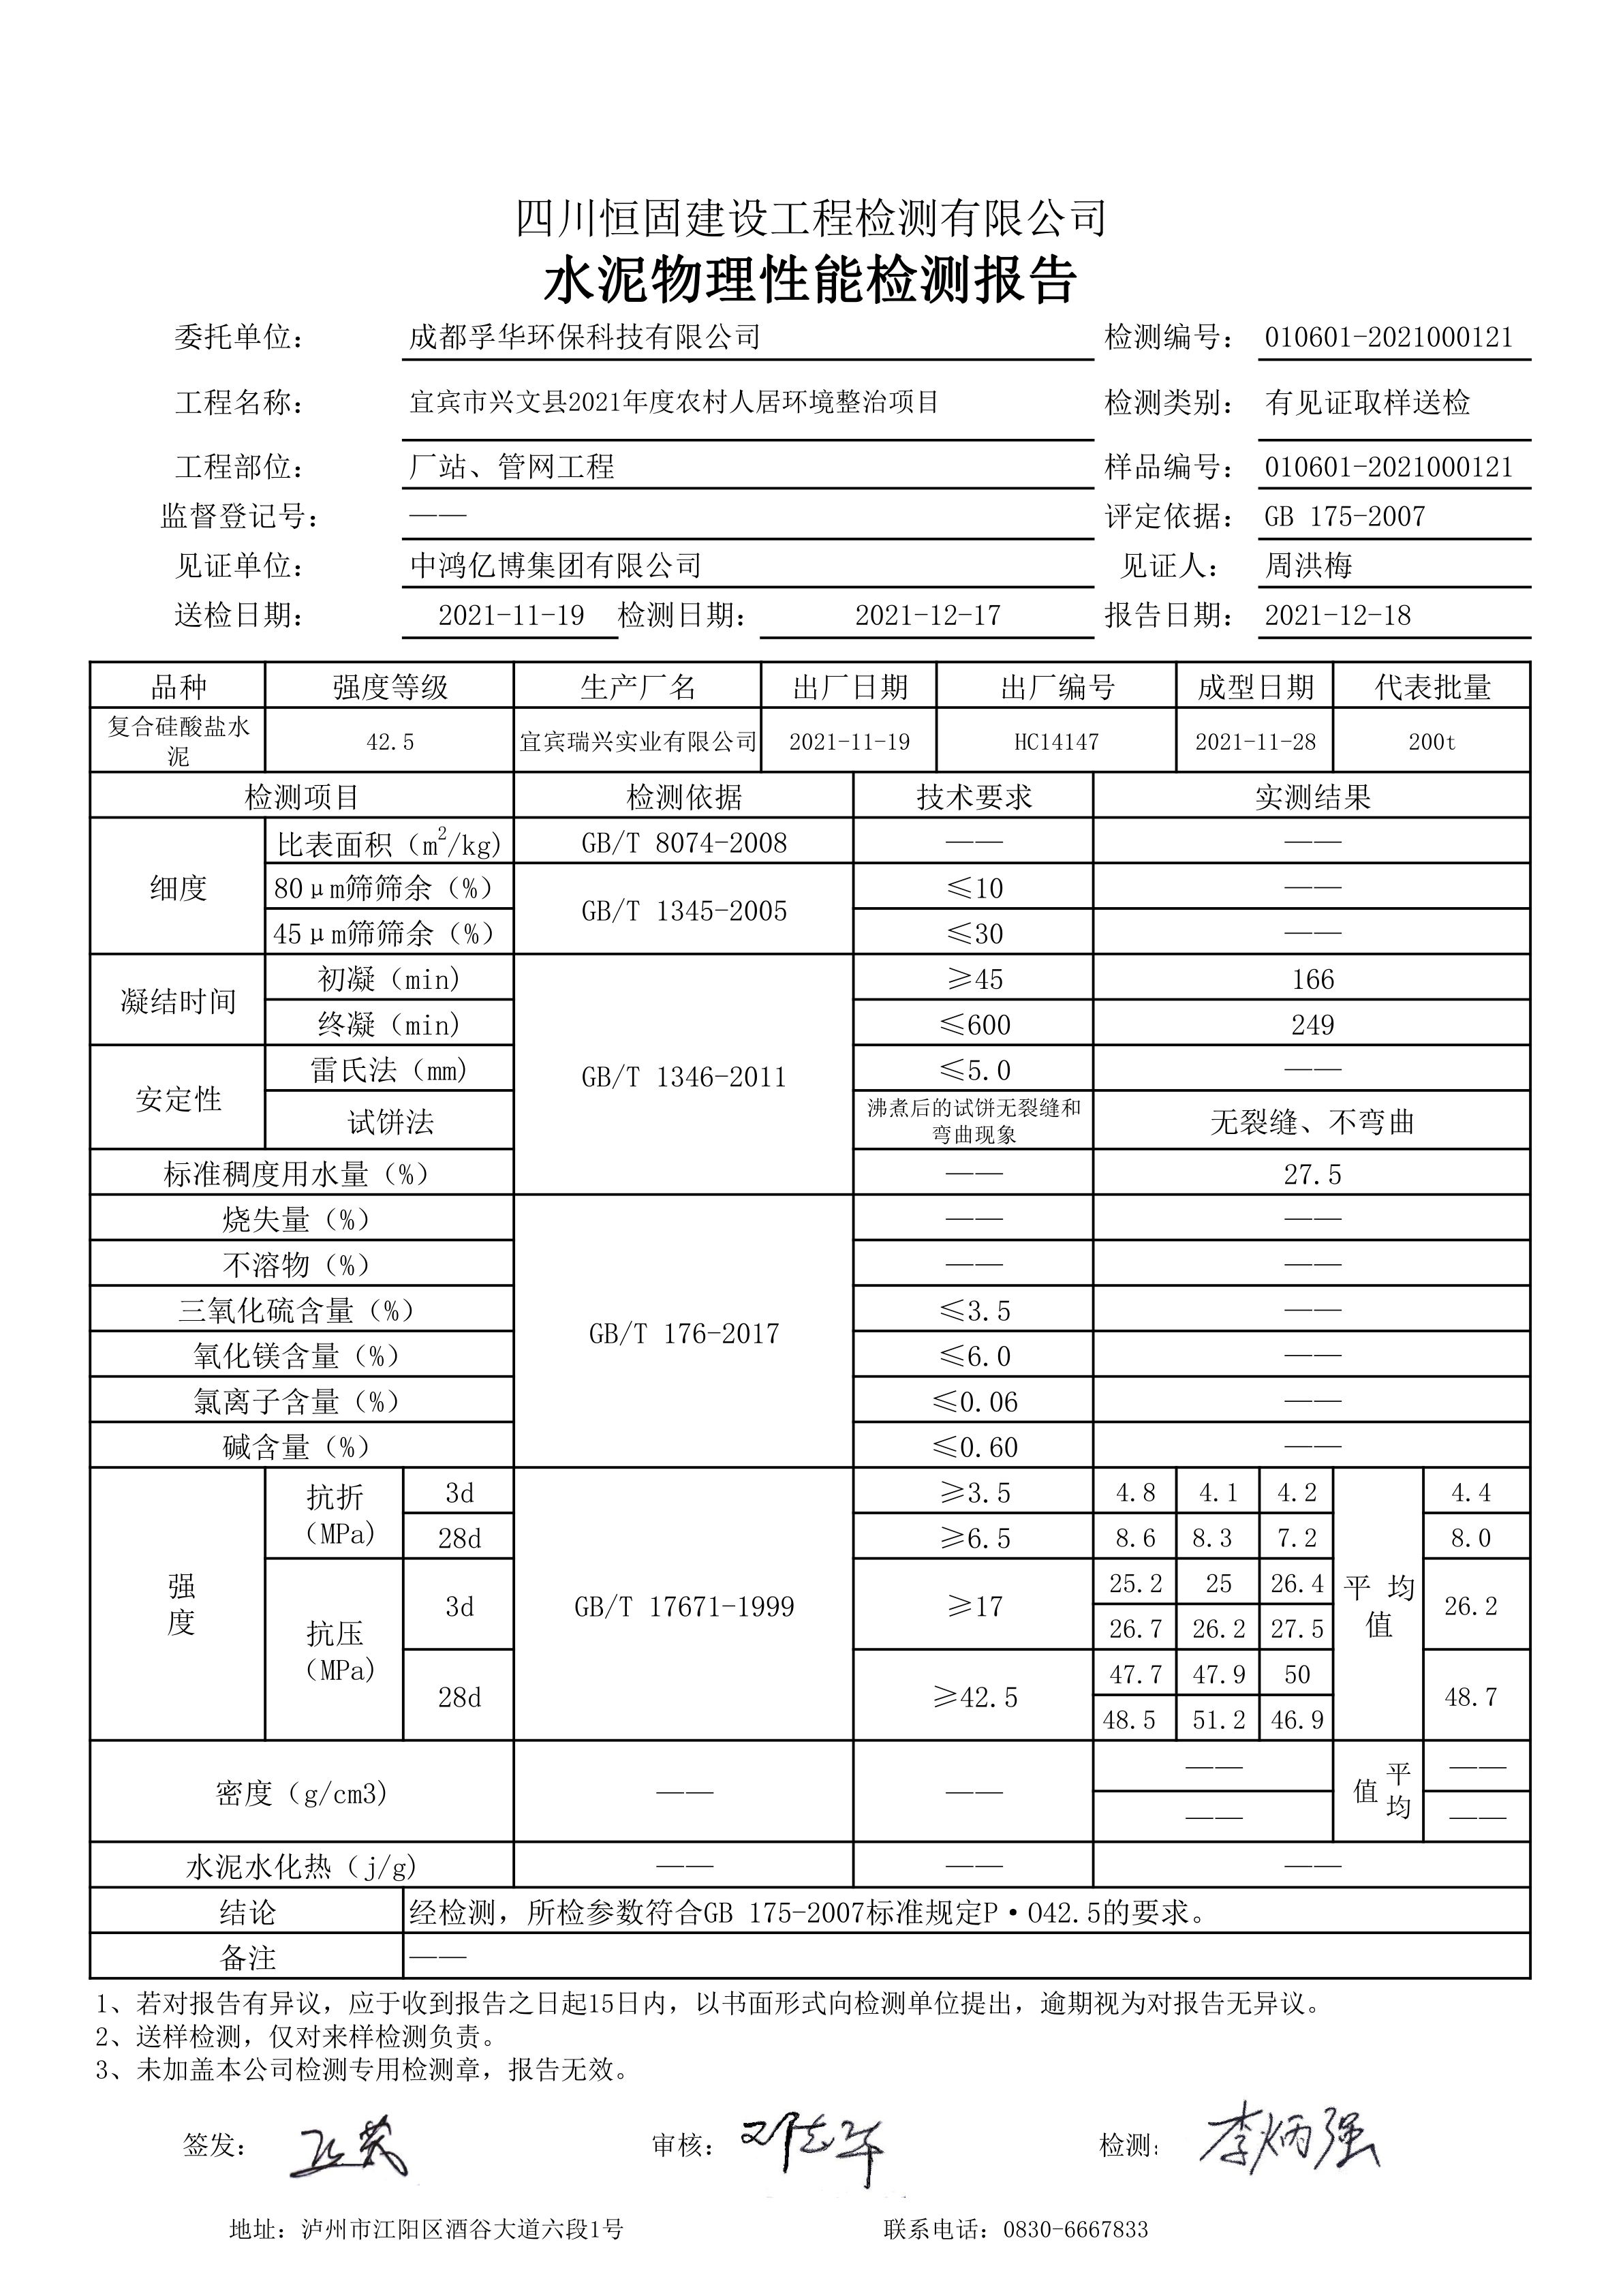 四川恒固建设工程检测有限公司
水泥物理性能检测报告
委托单位： 成都孚华环保科技有限公司 检测编号： 010601-2021000121
工程名称： 宜宾市兴文县2021年度农村人居环境整治项目 检测类别： 有见证取样送检
工程部位： 厂站、管网工程 样品编号： 010601-2021000121
监督登记号： —— 评定依据： GB 175-2007
见证单位： 中鸿亿博集团有限公司 见证人： 周洪梅
送检日期： 2021-11-19 检测日期： 2021-12-17 报告日期： 2021-12-18
品种 强度等级 生产厂名 出厂日期 出厂编号 成型日期 代表批量
复合硅酸盐水
泥 42.5 宜宾瑞兴实业有限公司 2021-11-19 HC14147 2021-11-28 200t
检测项目 检测依据 技术要求 实测结果
细度 比表面积（m²/kg) GB/T 8074-2008 —— ——
80μm筛筛余（%） GB/T 1345-2005 ≤10 ——
45μm筛筛余（%） ≤30 ——
凝结时间 初凝（min) GB/T 1346-2011 ≥45 166
终凝（min) ≤600 249
安定性 雷氏法（mm) ≤5.0 ——
试饼法 沸煮后的试饼无裂缝和
弯曲现象 无裂缝、不弯曲
标准稠度用水量（%） —— 27.5
烧失量（%） GB/T 176-2017 —— ——
不溶物（%） —— ——
三氧化硫含量（%） ≤3.5 ——
氧化镁含量（%） ≤6.0 ——
氯离子含量（%） ≤0.06 ——
碱含量（%） ≤0.60 ——
强
度 抗折
（MPa) 3d GB/T 17671-1999 ≥3.5 4.8 4.1 4.2 平 均
值 4.4
28d ≥6.5 8.6 8.3 7.2 8.0
抗压
（MPa) 3d ≥17 25.2 25 26.4 26.2
26.7 26.2 27.5
28d ≥42.5 47.7 47.9 50 48.7
48.5 51.2 46.9
密度（g/cm3) —— —— —— 平
均
值 ——
—— ——
水泥水化热（j/g) —— —— ——
结论 经检测，所检参数符合GB 175-2007标准规定P·O42.5的要求。
备注 ——
1、若对报告有异议，应于收到报告之日起15日内，以书面形式向检测单位提出，逾期视为对报告无异议。
2、送样检测，仅对来样检测负责。
3、未加盖本公司检测专用检测章，报告无效。
签发： 审核： 检测： 李炳强
地址：泸州市江阳区酒谷大道六段1号 联系电话：0830-6667833